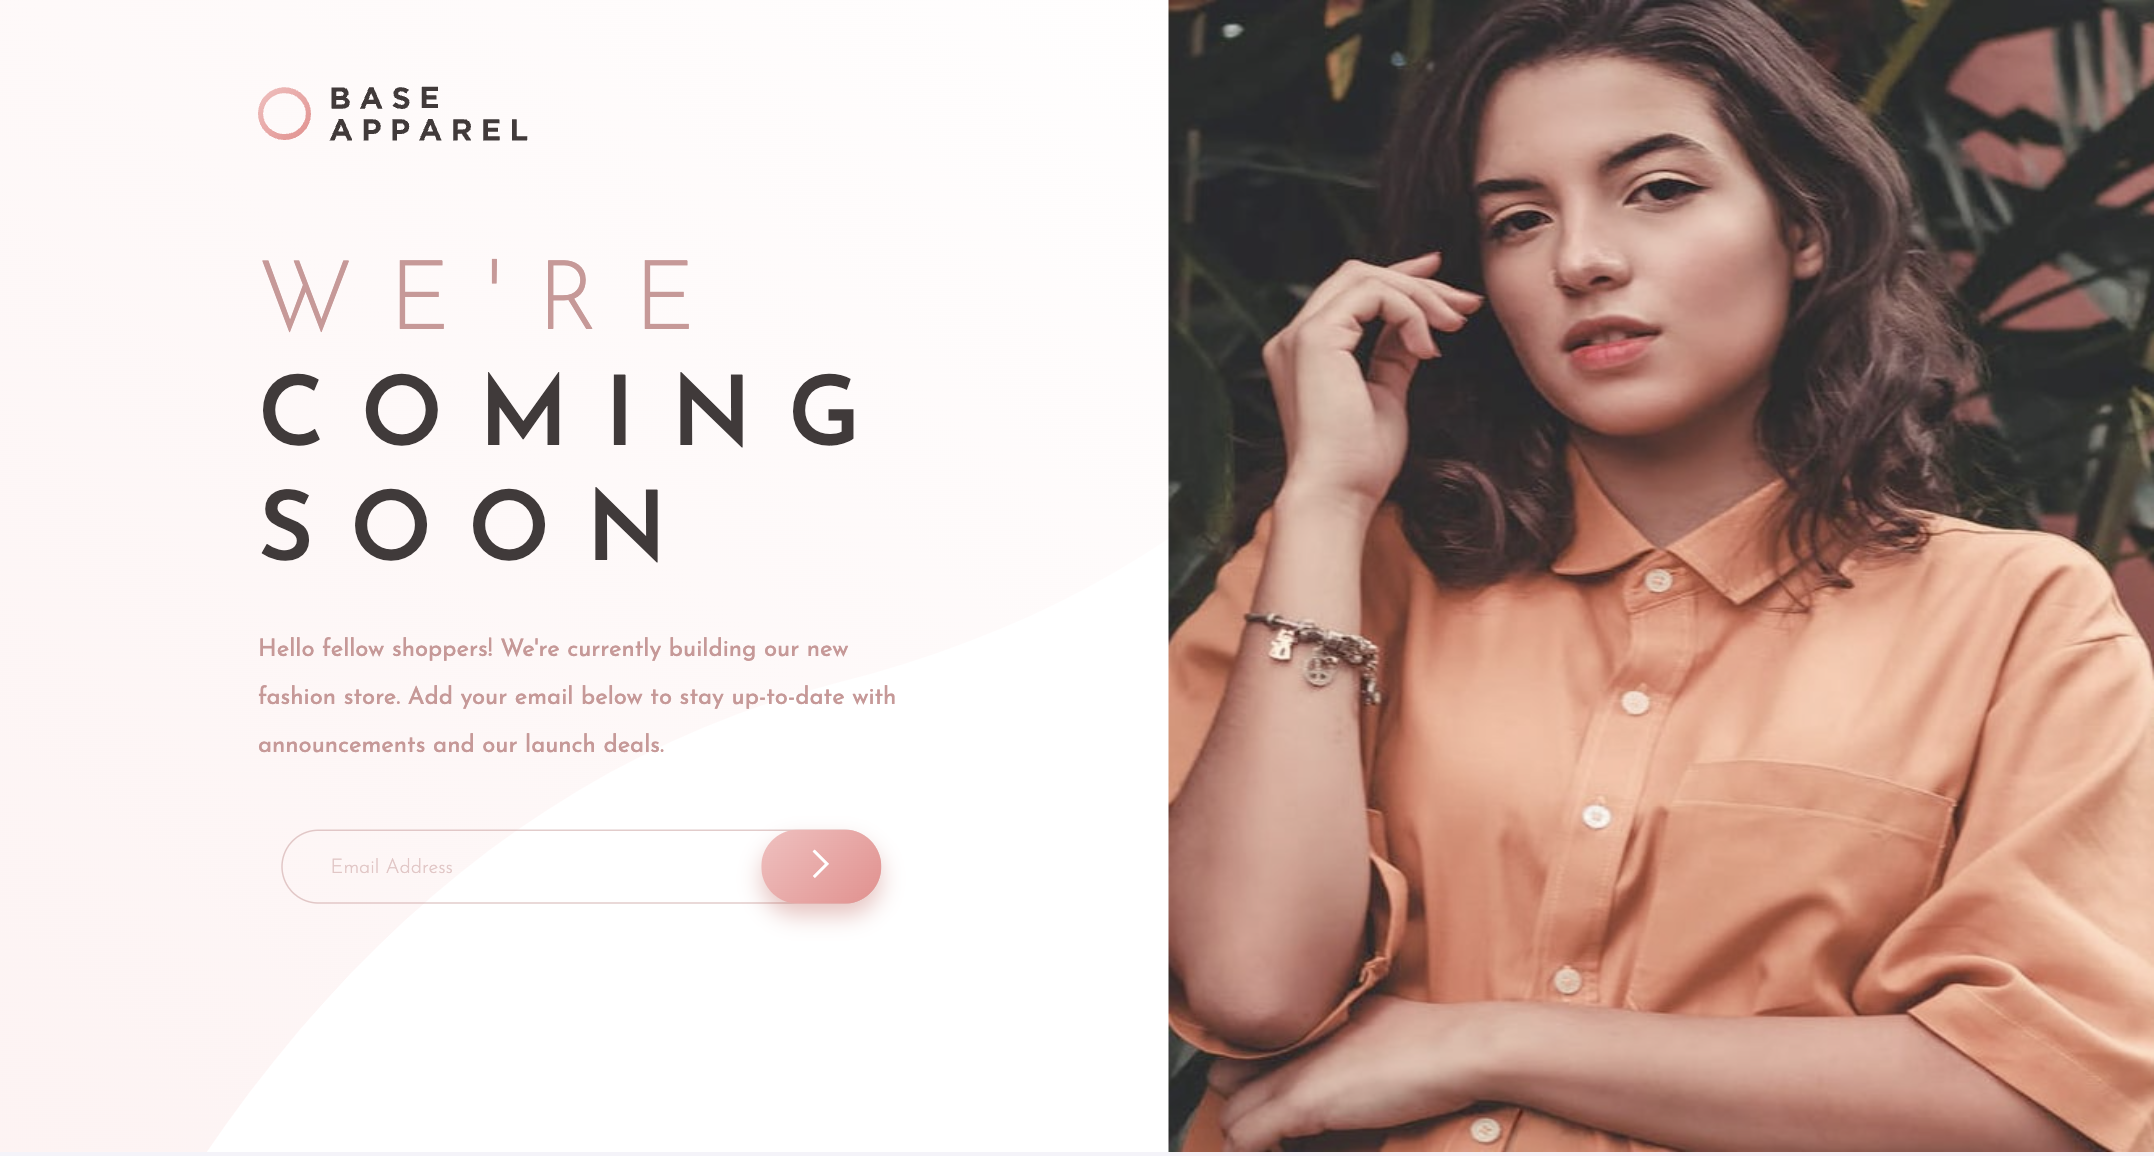 BASE
APPAREL
WE'RE
COMING
SOON
Hello fellow shoppers! We're currently building our new
fashion store. Add your email below to stay up-to-date with
announcements and our launch deals.
Email Address